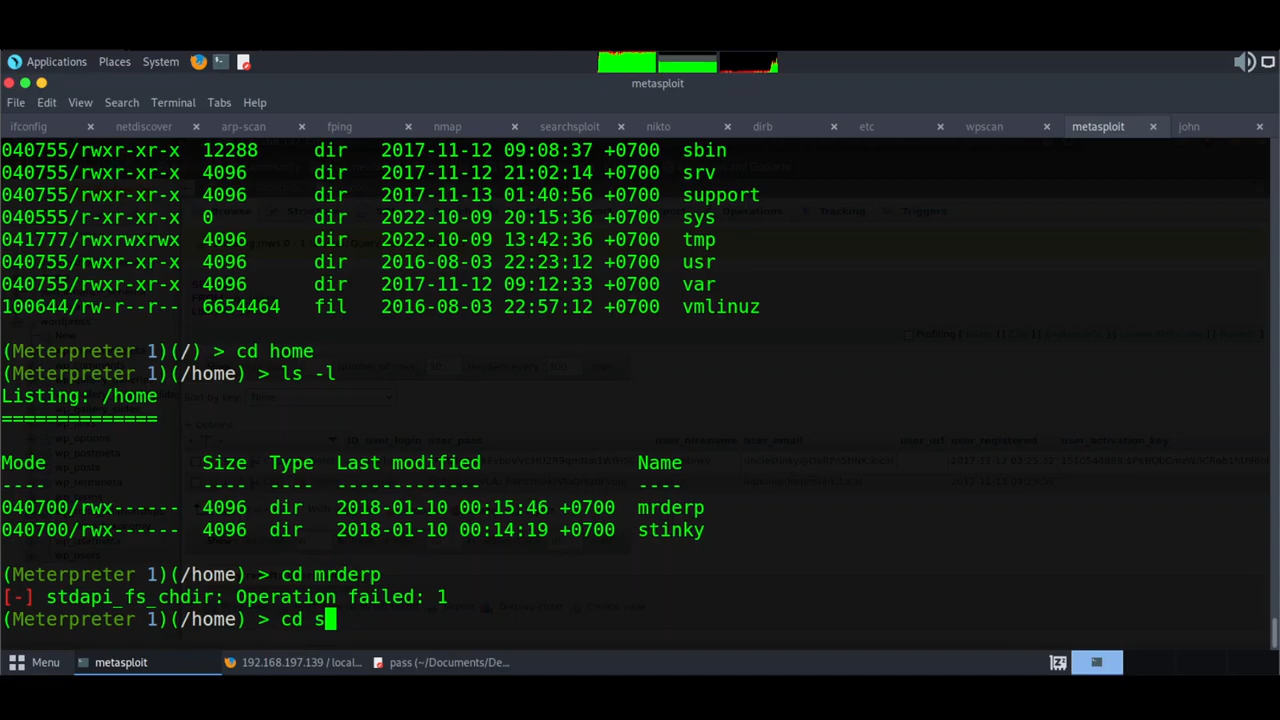 Applications Places System
metasploit
File Edit View Search Terminal Tabs Help
ifconfig × netdiscover × arp-scan × fping × nmap × searchsploit × nikto × dirb × etc × wpscan × metasploit × john ×
040755/rwxr-xr-x 12288 dir 2017-11-12 09:08:37 +0700 sbin
040755/rwxr-xr-x 4096 dir 2017-11-12 21:02:14 +0700 srv
040755/rwxr-xr-x 4096 dir 2017-11-13 01:40:56 +0700 support
040555/r-xr-xr-x 0 dir 2022-10-09 20:15:36 +0700 sys
041777/rwxrwxrwx 4096 dir 2022-10-09 13:42:36 +0700 tmp
040755/rwxr-xr-x 4096 dir 2016-08-03 22:23:12 +0700 usr
040755/rwxr-xr-x 4096 dir 2017-11-12 09:12:33 +0700 var
100644/rw-r--r-- 6654464 fil 2016-08-03 22:57:12 +0700 vmlinuz
(Meterpreter 1)(/) > cd home
(Meterpreter 1)(/home) > ls -l
Listing: /home
==============
Mode Size Type Last modified Name
---- ---- ---- ------------- ----
040700/rwx------ 4096 dir 2018-01-10 00:15:46 +0700 mrderp
040700/rwx------ 4096 dir 2018-01-10 00:14:19 +0700 stinky
(Meterpreter 1)(/home) > cd mrderp
[-] stdapi_fs_chdir: Operation failed: 1
(Meterpreter 1)(/home) > cd s
Menu metasploit 192.168.197.139 / local... pass (~/Documents/De...